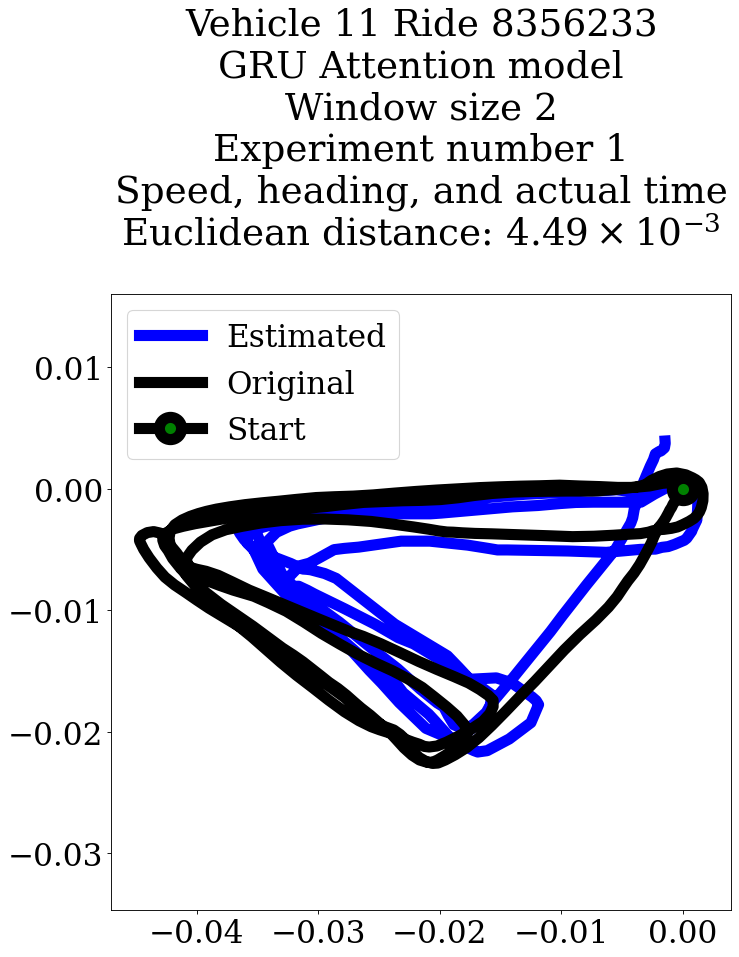 Vehicle 11 Ride 8356233
GRU Attention model
Window size 2
Experiment number 1
Speed, heading, and actual time
Euclidean distance: 4.49 × 10⁻³
Estimated
Original
Start
0.01
0.00
−0.01
−0.02
−0.03
−0.04 −0.03 −0.02 −0.01 0.00